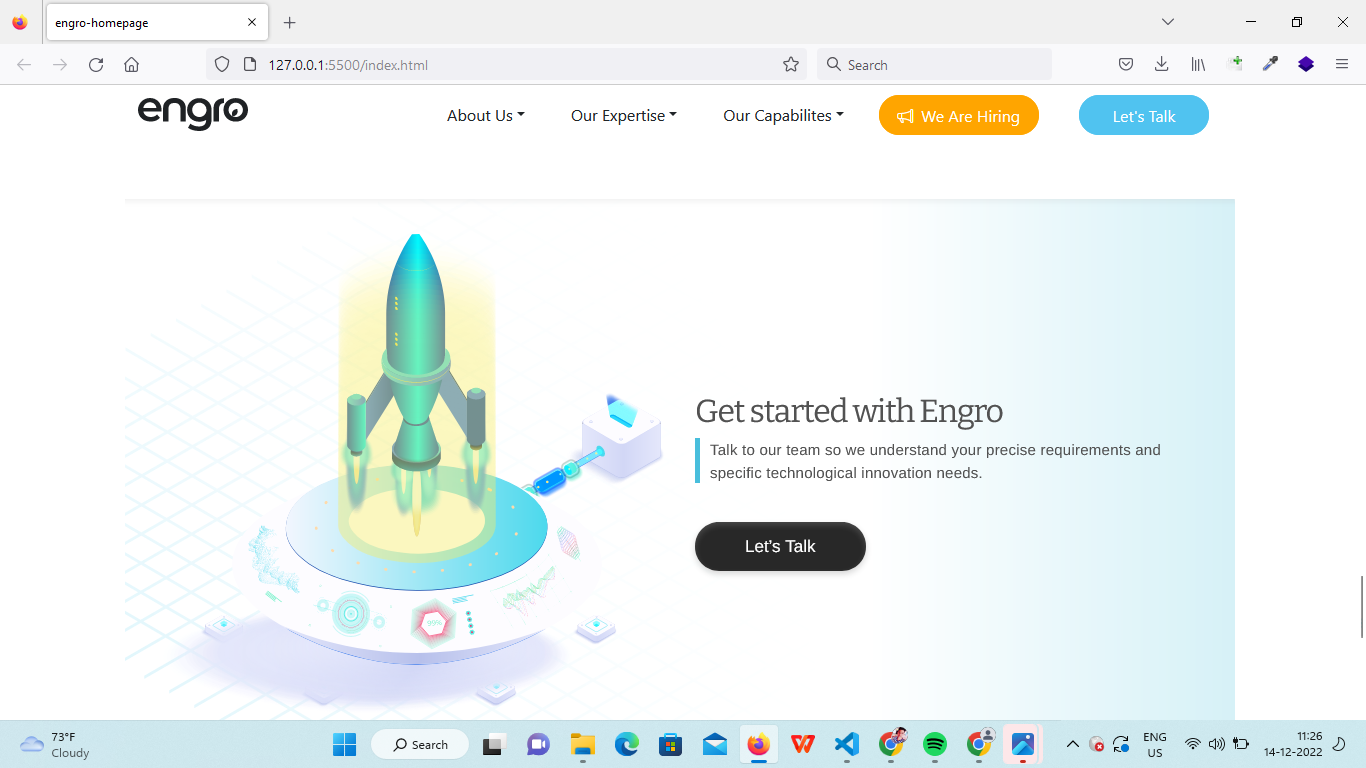 engro-homepage
127.0.0.1:5500/index.html
Search
engro
About Us
Our Expertise
Our Capabilites
We Are Hiring
Let's Talk
Get started with Engro
Talk to our team so we understand your precise requirements and
specific technological innovation needs.
Let's Talk
99%
73°F
Cloudy
Search
ENG
US
11:26
14-12-2022